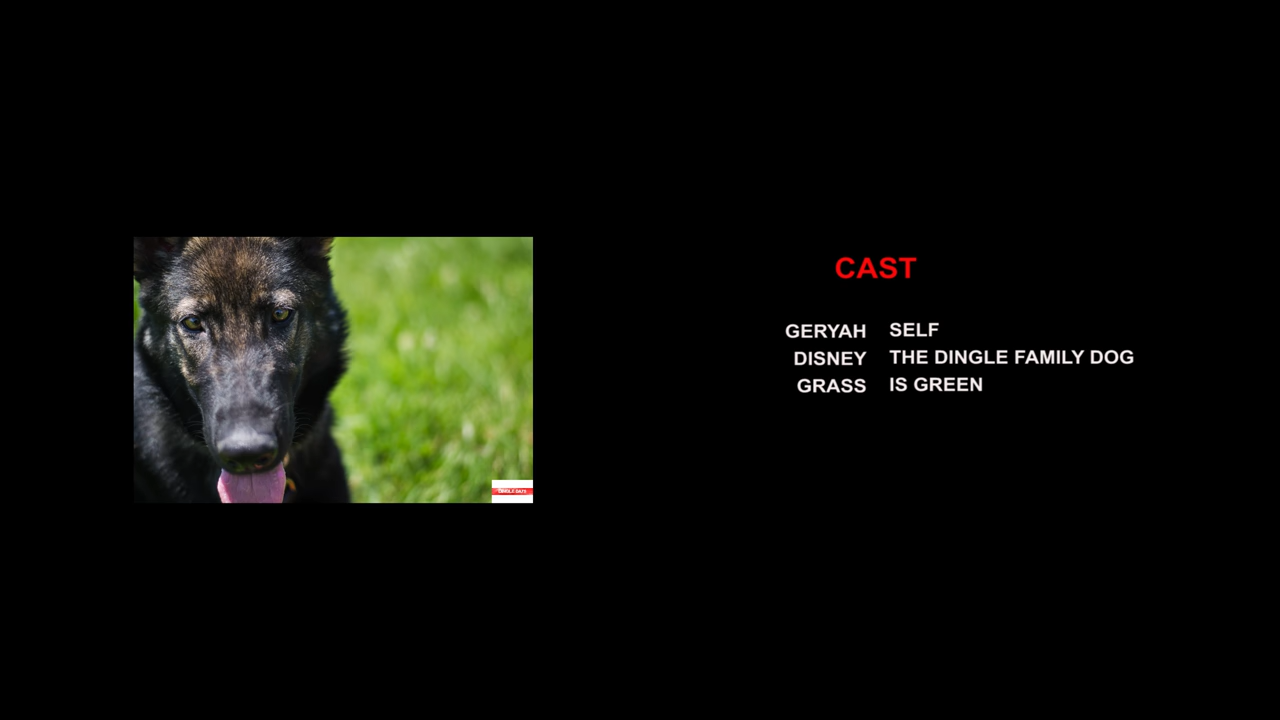 CAST
GERYAH SELF
DISNEY THE DINGLE FAMILY DOG
GRASS IS GREEN